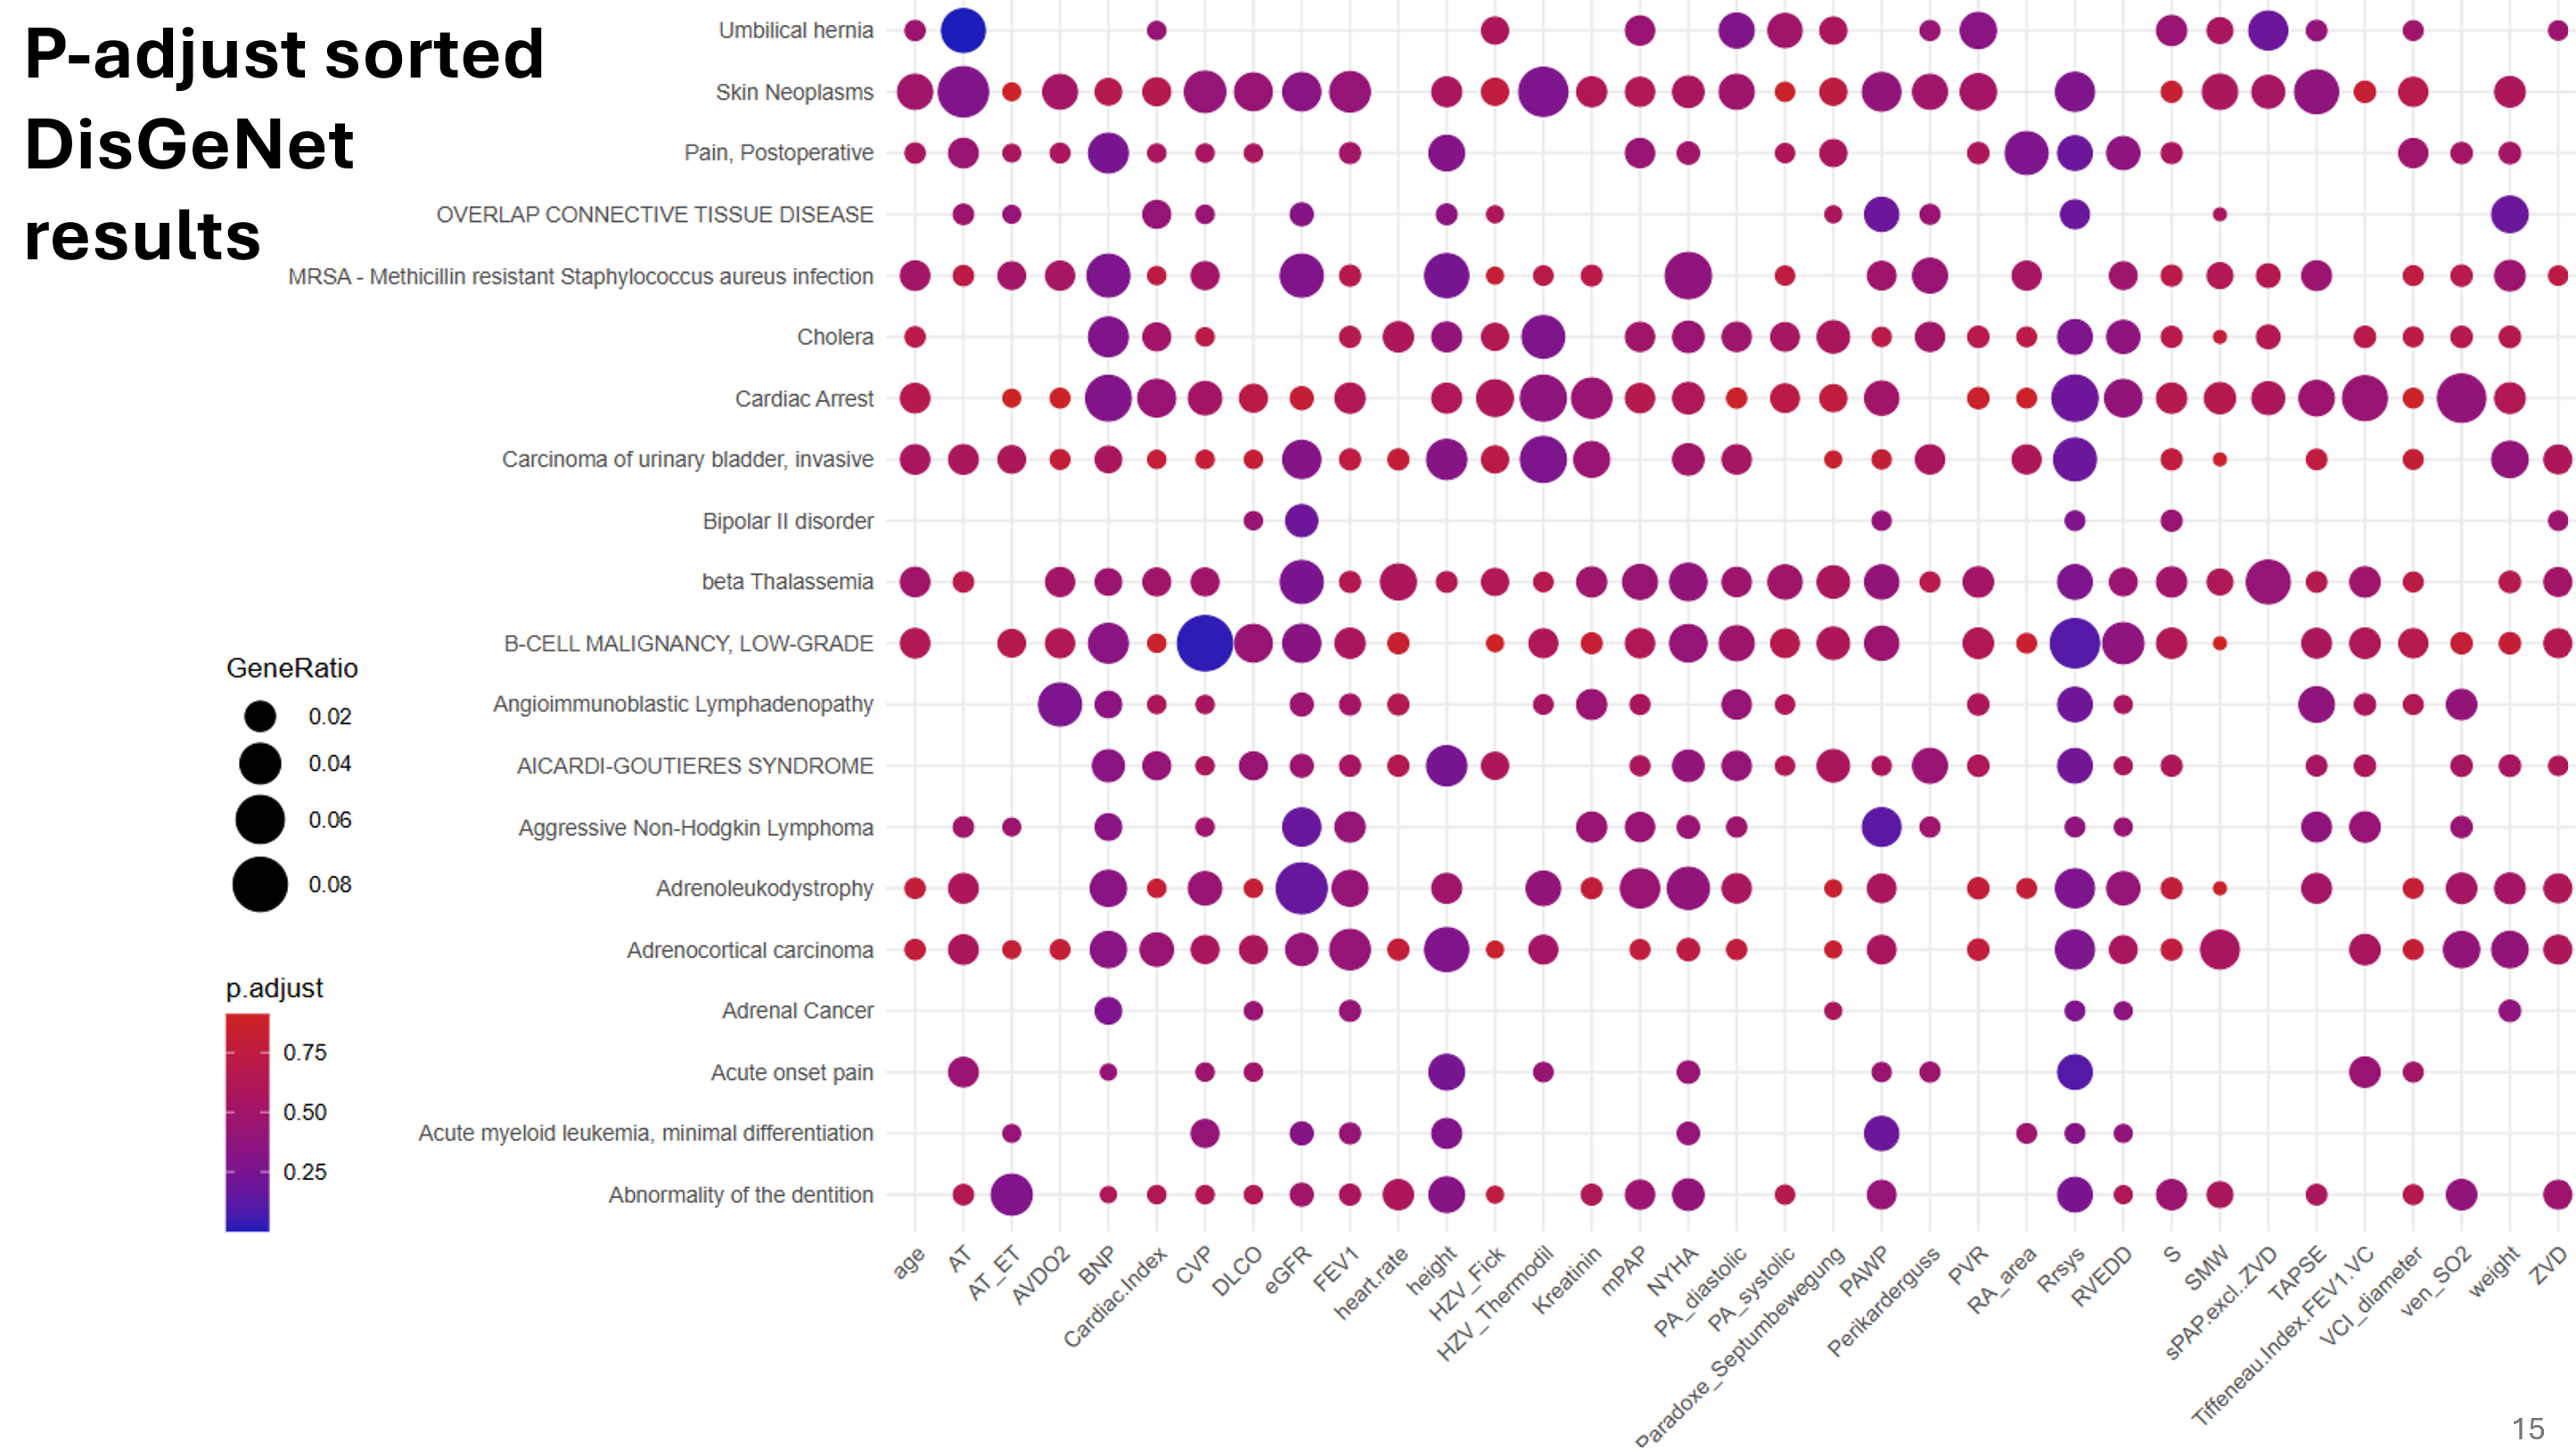 P-adjust sorted
DisGeNet
results
Umbilical hernia
Skin Neoplasms
Pain, Postoperative
OVERLAP CONNECTIVE TISSUE DISEASE
MRSA - Methicillin resistant Staphylococcus aureus infection
Cholera
Cardiac Arrest
Carcinoma of urinary bladder, invasive
Bipolar II disorder
beta Thalassemia
B-CELL MALIGNANCY, LOW-GRADE
Angioimmunoblastic Lymphadenopathy
AICARDI-GOUTIERES SYNDROME
Aggressive Non-Hodgkin Lymphoma
Adrenoleukodystrophy
Adrenocortical carcinoma
Adrenal Cancer
Acute onset pain
Acute myeloid leukemia, minimal differentiation
Abnormality of the dentition
GeneRatio
0.02
0.04
0.06
0.08
p.adjust
0.75
0.50
0.25
age
AT
AT_ET
AVDO2
BNP
Cardiac.Index
CVP
DLCO
eGFR
FEV1
heart.rate
height
HZV_Fick
HZV_Thermodil
Kreatinin
mPAP
NYHA
PA_diastolic
PA_systolic
Paradoxe_Septumbewegung
PAWP
Perikarderguss
PVR
RA_area
Rrsys
RVEDD
S
SMW
sPAP.excl..ZVD
TAPSE
Tiffeneau.Index.FEV1.VC
VCI_diameter
ven_SO2
weight
ZVD
15